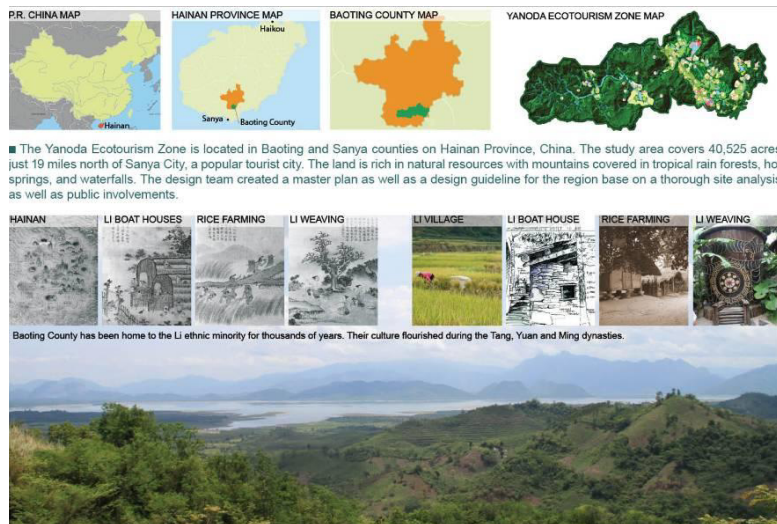 P.R. CHINA MAP
HAINAN PROVINCE MAP
BAOTING COUNTY MAP
YANODA ECOTOURISM ZONE MAP
Haikou
Hainan
Sanya
Baoting County
■ The Yanoda Ecotourism Zone is located in Baoting and Sanya counties on Hainan Province, China. The study area covers 40,525 acres
just 19 miles north of Sanya City, a popular tourist city. The land is rich in natural resources with mountains covered in tropical rain forests, ho
springs, and waterfalls. The design team created a master plan as well as a design guideline for the region base on a thorough site analysis
as well as public involvements.
HAINAN
LI BOAT HOUSES
RICE FARMING
LI WEAVING
LI VILLAGE
LI BOAT HOUSE
RICE FARMING
LI WEAVING
Baoting County has been home to the Li ethnic minority for thousands of years. Their culture flourished during the Tang, Yuan and Ming dynasties.